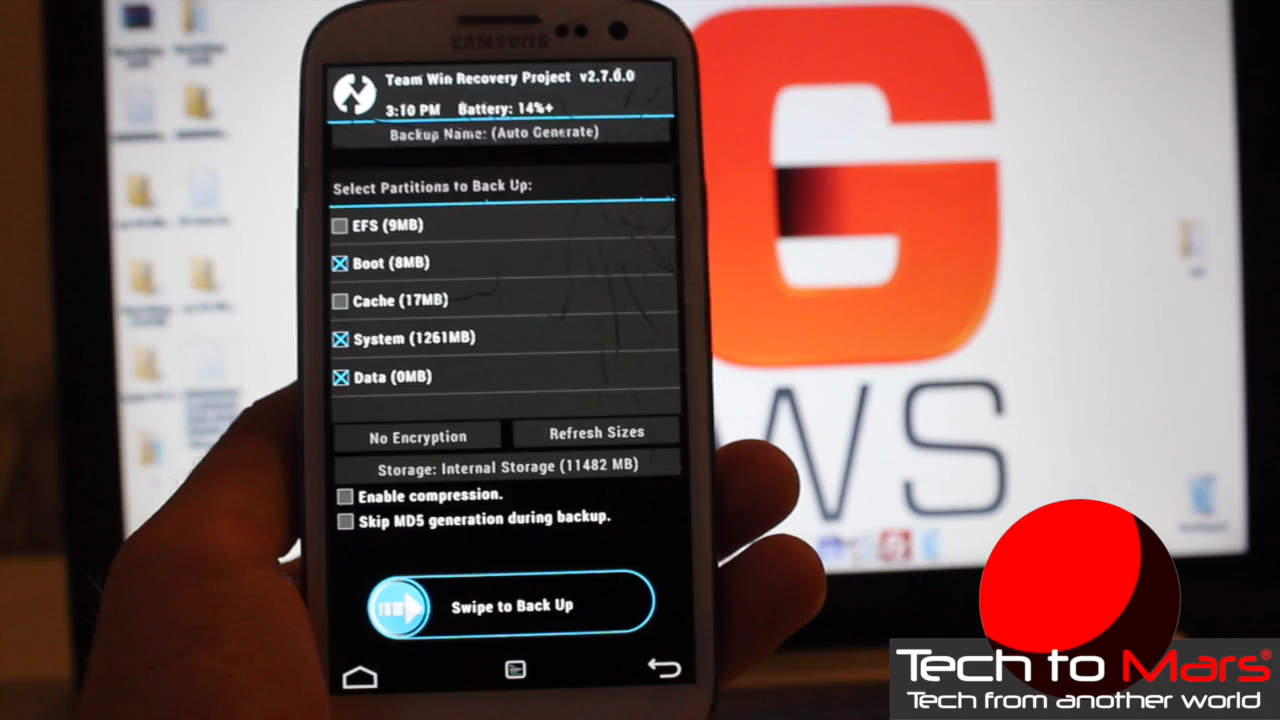 SAMSUNG
Team Win Recovery Project v2.7.0.0
3:10 PM Battery: 14%+
Backup Name: (Auto Generate)
Select Partitions to Back Up:
EFS (9MB)
Boot (8MB)
Cache (17MB)
System (1261MB)
Data (0MB)
No Encryption
Refresh Sizes
Storage: Internal Storage (11482 MB)
Enable compression.
Skip MD5 generation during backup.
Swipe to Back Up
G
WS
Tech to Mars®
Tech from another world